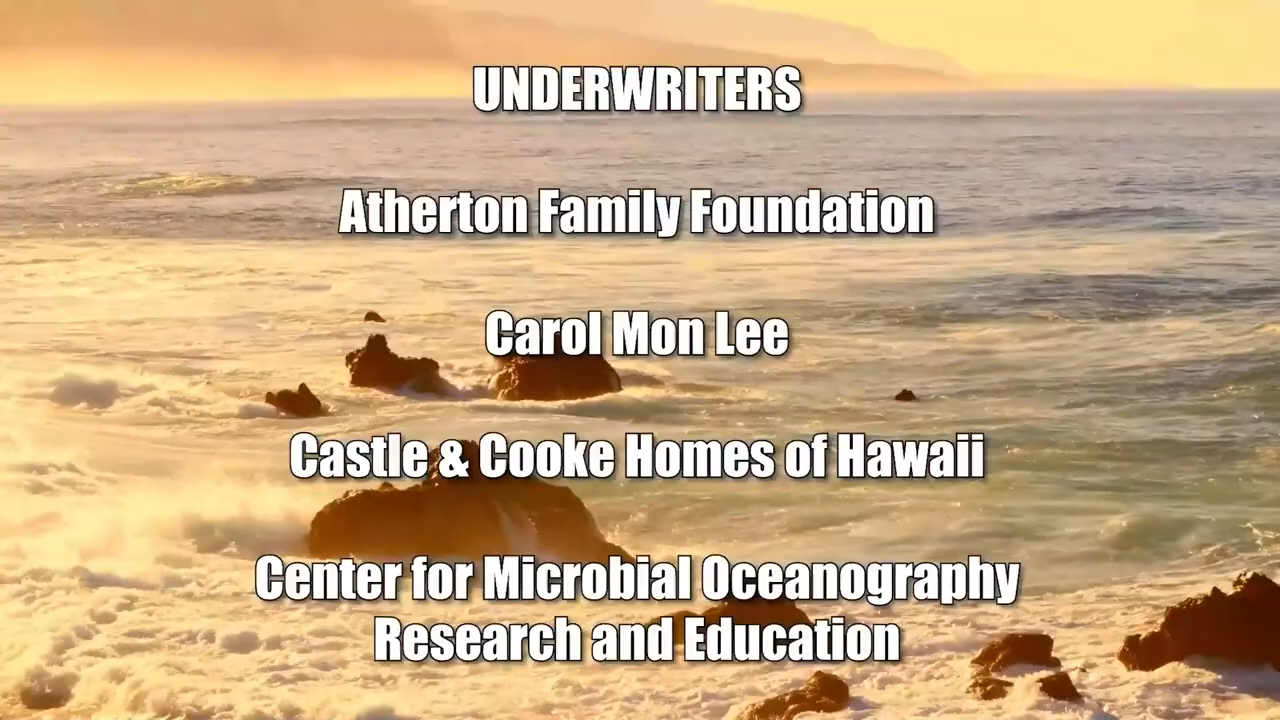 UNDERWRITERS
Atherton Family Foundation
Carol Mon Lee
Castle & Cooke Homes of Hawaii
Center for Microbial Oceanography
Research and Education